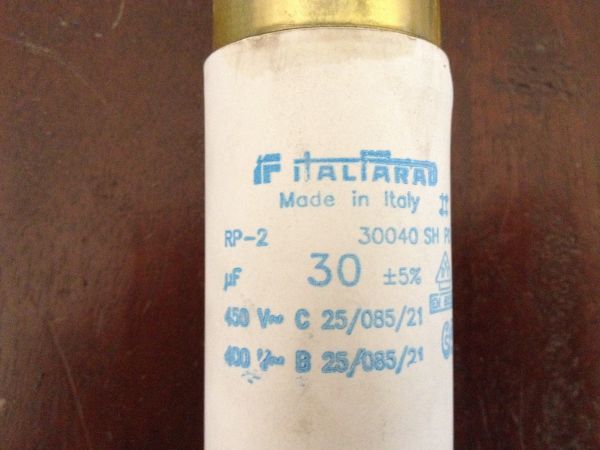 ITALFARAD
Made in Italy
RP-2 30040 SH
µF 30 ±5%
450 V~ C 25/085/21
400 V~ B 25/085/21